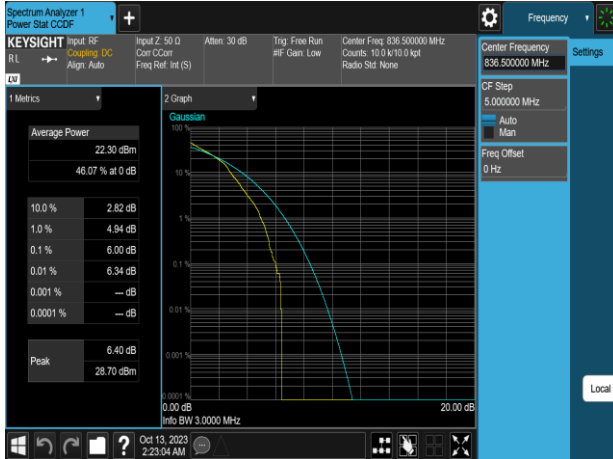 Spectrum Analyzer 1
Power Stat CCDF
+
Frequency
KEYSIGHT
RL
LXI
Input: RF
Coupling: DC
Align: Auto
Input Z: 50 Ω
Corr CCorr
Freq Ref: Int (S)
Atten: 30 dB
Trig: Free Run
#IF Gain: Low
Center Freq: 836.500000 MHz
Counts: 10.0 k/10.0 kpt
Radio Std: None
Center Frequency
836.500000 MHz
Settings
CF Step
5.000000 MHz
Auto
Man
Freq Offset
0 Hz
1 Metrics
Average Power
22.30 dBm
46.07 % at 0 dB
10.0 % 2.82 dB
1.0 % 4.94 dB
0.1 % 6.00 dB
0.01 % 6.34 dB
0.001 % --- dB
0.0001 % --- dB
Peak 6.40 dB
28.70 dBm
2 Graph
Gaussian
100 %
10 %
1 %
0.1 %
0.01 %
0.001 %
0.0001 %
0.00 dB 20.00 dB
Info BW 3.0000 MHz
Local
?
Oct 13, 2023
2:23:04 AM